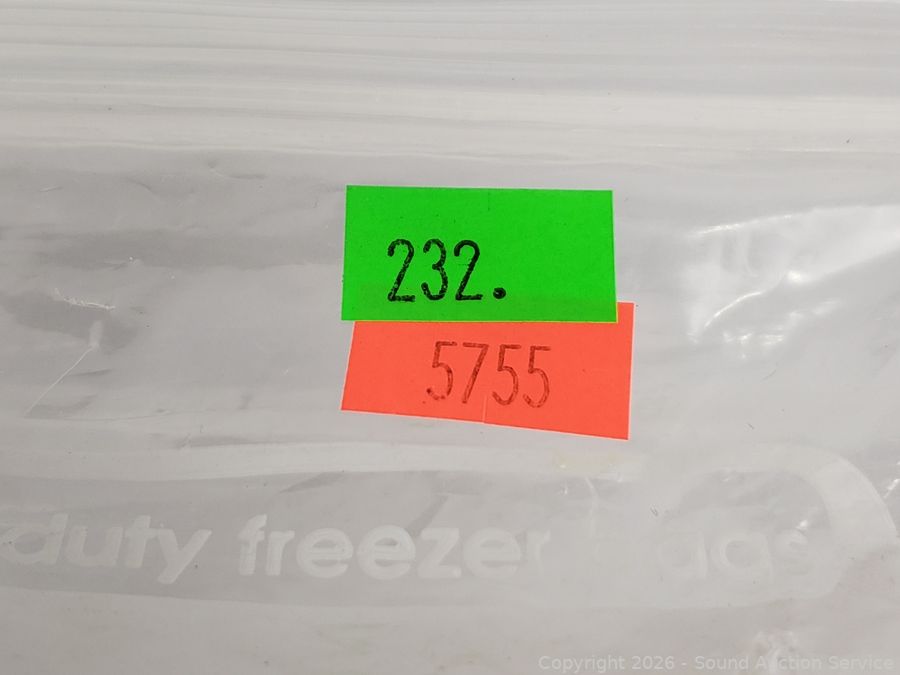 232.
5755
duty freezer bags
Copyright 2026 - Sound Auction Service